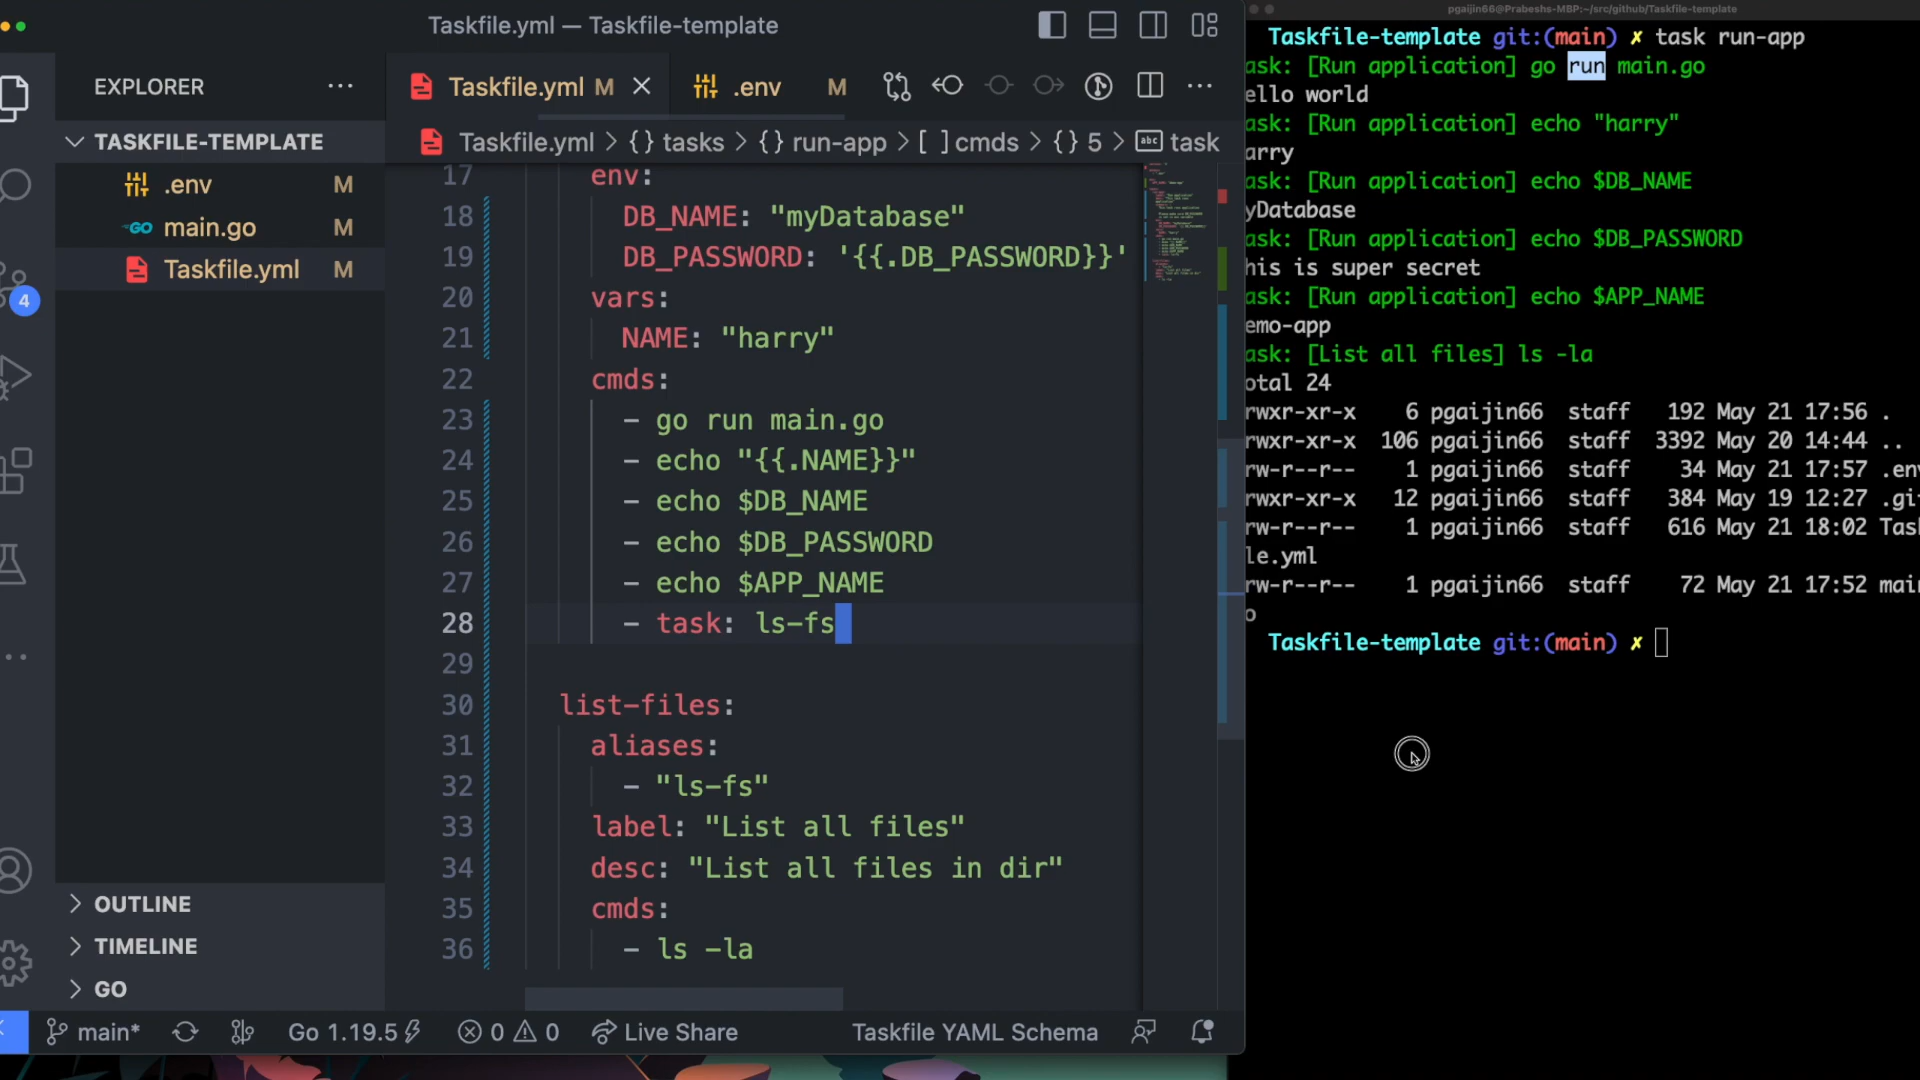 Taskfile.yml — Taskfile-template
EXPLORER
TASKFILE-TEMPLATE
.env M
main.go M
Taskfile.yml M
4
OUTLINE
TIMELINE
GO
Taskfile.yml M
.env M
Taskfile.yml > {} tasks > {} run-app > [ ] cmds > {} 5 > abc task
17 env:
18 DB_NAME: "myDatabase"
19 DB_PASSWORD: '{{.DB_PASSWORD}}'
20 vars:
21 NAME: "harry"
22 cmds:
23 - go run main.go
24 - echo "{{.NAME}}"
25 - echo $DB_NAME
26 - echo $DB_PASSWORD
27 - echo $APP_NAME
28 - task: ls-fs
29
30 list-files:
31 aliases:
32 - "ls-fs"
33 label: "List all files"
34 desc: "List all files in dir"
35 cmds:
36 - ls -la
main* Go 1.19.5 0 0 Live Share Taskfile YAML Schema
pgaijin66@Prabeshs-MBP:~/src/github/Taskfile-template
Taskfile-template git:(main) ✗ task run-app
ask: [Run application] go run main.go
ello world
ask: [Run application] echo "harry"
arry
ask: [Run application] echo $DB_NAME
yDatabase
ask: [Run application] echo $DB_PASSWORD
his is super secret
ask: [Run application] echo $APP_NAME
emo-app
ask: [List all files] ls -la
otal 24
rwxr-xr-x 6 pgaijin66 staff 192 May 21 17:56 .
rwxr-xr-x 106 pgaijin66 staff 3392 May 20 14:44 ..
rw-r--r-- 1 pgaijin66 staff 34 May 21 17:57 .env
rwxr-xr-x 12 pgaijin66 staff 384 May 19 12:27 .gi
rw-r--r-- 1 pgaijin66 staff 616 May 21 18:02 Tas
le.yml
rw-r--r-- 1 pgaijin66 staff 72 May 21 17:52 mai
o
Taskfile-template git:(main) ✗